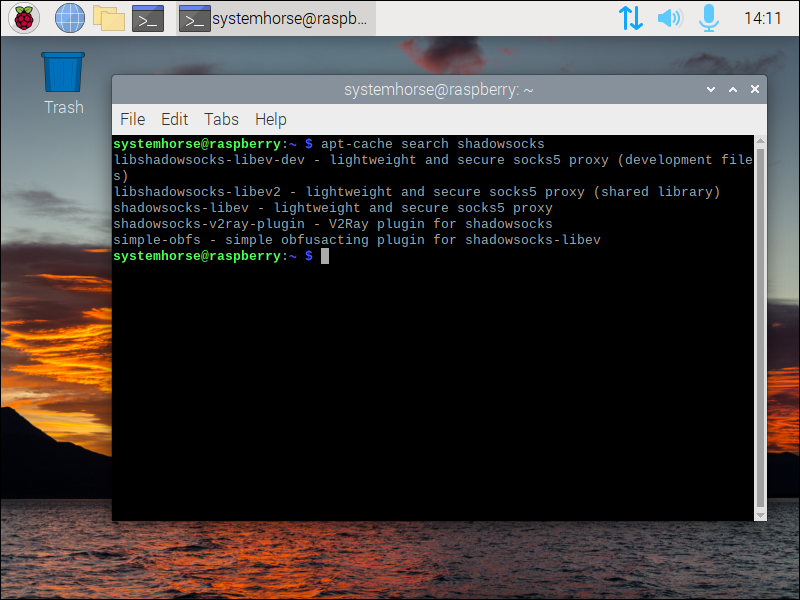 systemhorse@raspb...
14:11
Trash
systemhorse@raspberry: ~
File Edit Tabs Help
systemhorse@raspberry:~ $ apt-cache search shadowsocks
libshadowsocks-libev-dev - lightweight and secure socks5 proxy (development file
s)
libshadowsocks-libev2 - lightweight and secure socks5 proxy (shared library)
shadowsocks-libev - lightweight and secure socks5 proxy
shadowsocks-v2ray-plugin - V2Ray plugin for shadowsocks
simple-obfs - simple obfusacting plugin for shadowsocks-libev
systemhorse@raspberry:~ $